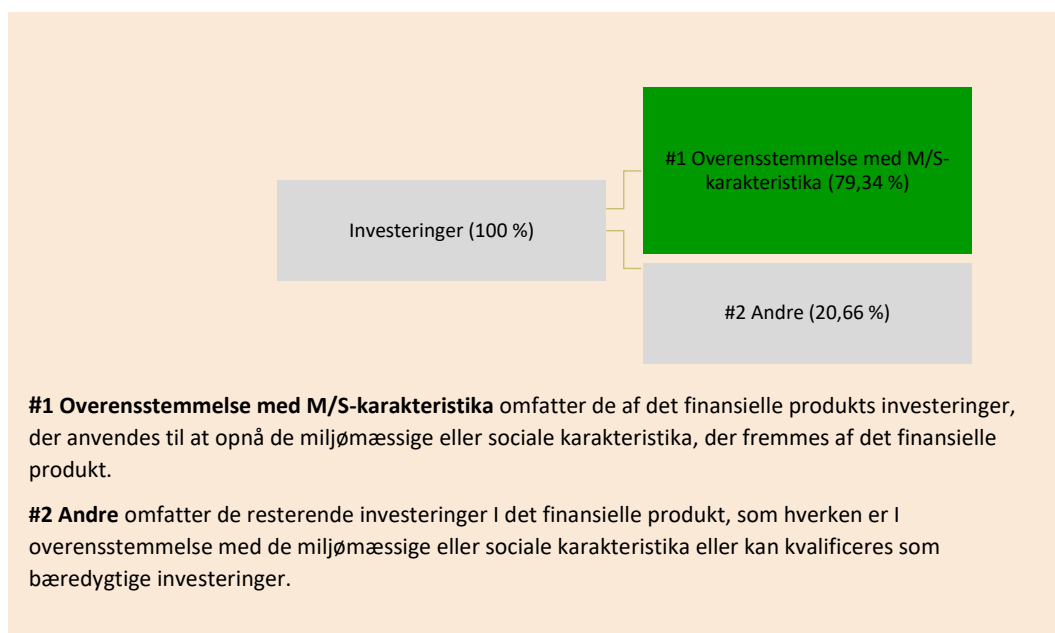 #1 Overensstemmelse med M/S-
karakteristika (79,34 %)
Investeringer (100 %)
#2 Andre (20,66 %)
#1 Overensstemmelse med M/S-karakteristika omfatter de af det finansielle produkts investeringer,
der anvendes til at opnå de miljømæssige eller sociale karakteristika, der fremmes af det finansielle
produkt.
#2 Andre omfatter de resterende investeringer I det finansielle produkt, som hverken er I
overensstemmelse med de miljømæssige eller sociale karakteristika eller kan kvalificeres som
bæredygtige investeringer.